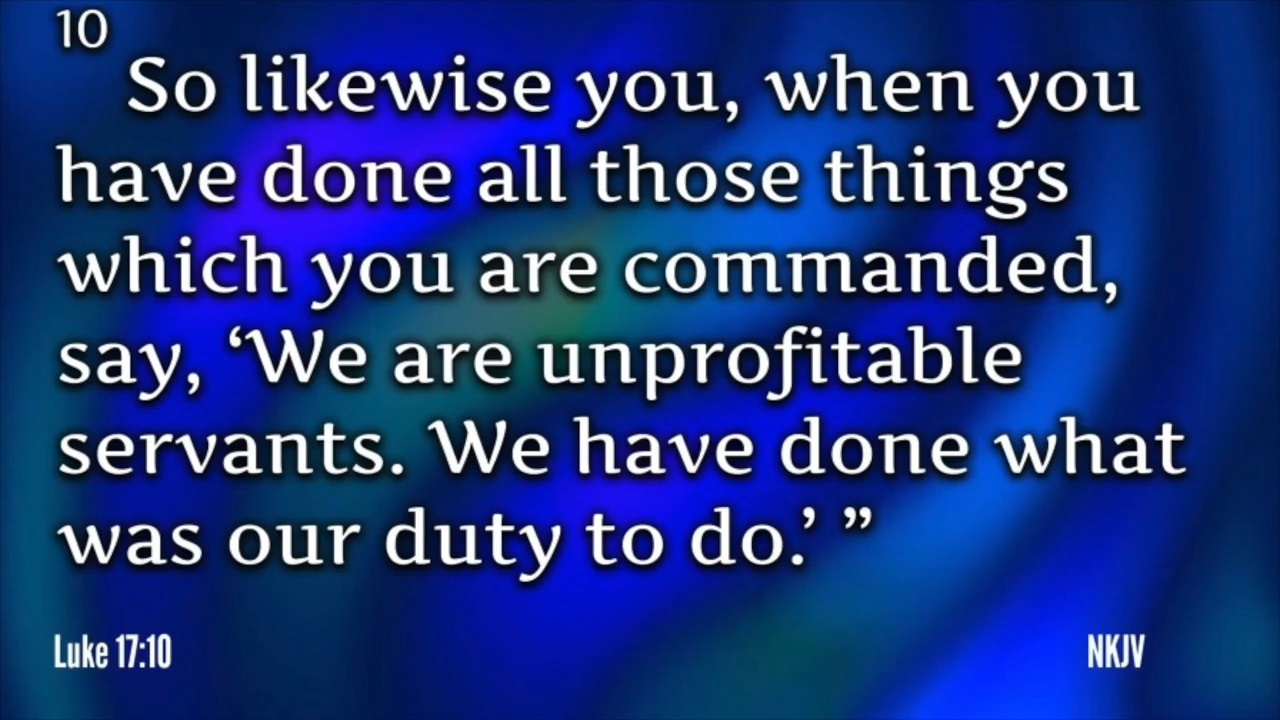 10
So likewise you, when you
have done all those things
which you are commanded,
say, ‘We are unprofitable
servants. We have done what
was our duty to do.’ ”
Luke 17:10
NKJV